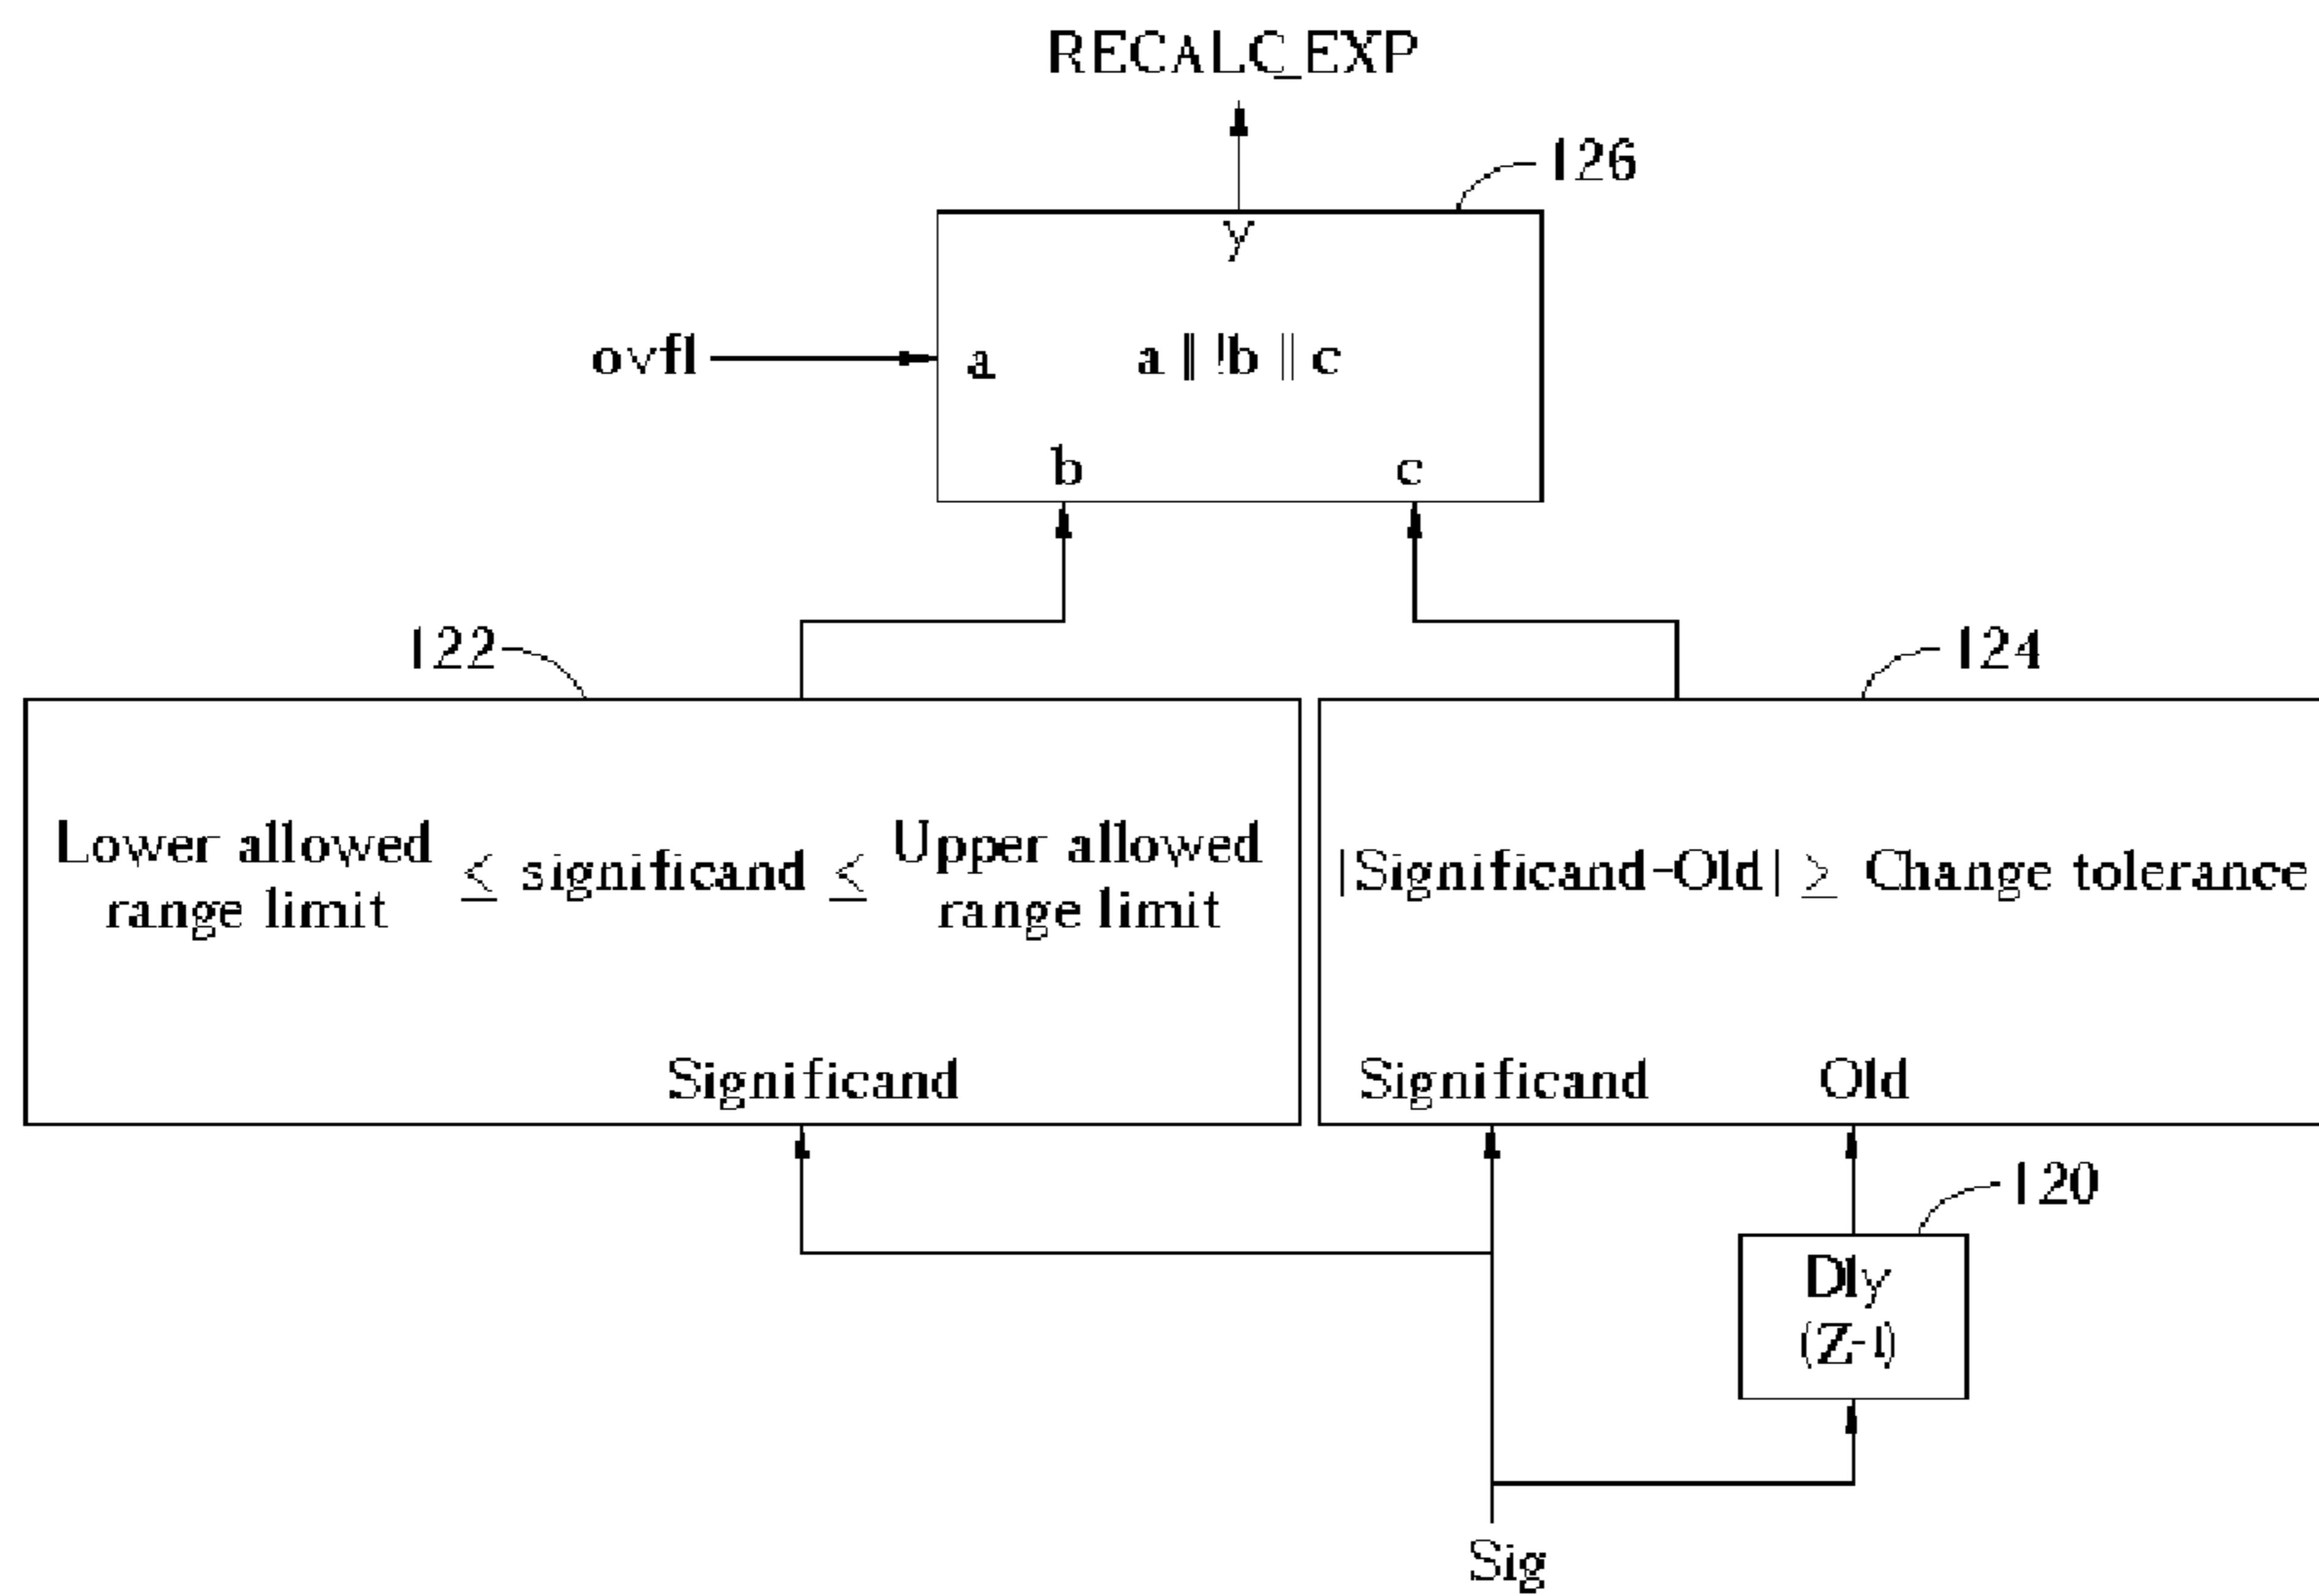 RECALC_EXP
126
y
ovfl
a
a || !b || c
b
c
122
124
Lower allowed
range limit
≤ significand ≤
Upper allowed
range limit
|Significand-Old| ≥ Change tolerance
Significand
Significand
Old
120
Dly
(Z-1)
Sig